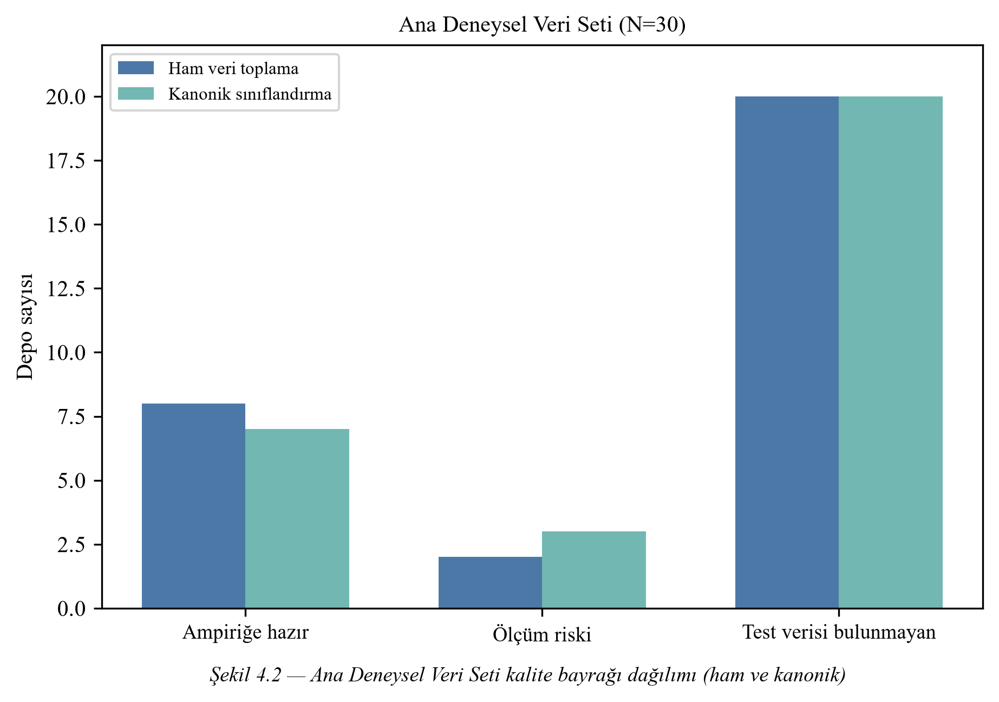 Ana Deneysel Veri Seti (N=30)
Ham veri toplama
Kanonik sınıflandırma
20.0
17.5
15.0
12.5
10.0
7.5
5.0
2.5
0.0
Depo sayısı
Ampiriğe hazır
Ölçüm riski
Test verisi bulunmayan
Şekil 4.2 — Ana Deneysel Veri Seti kalite bayrağı dağılımı (ham ve kanonik)